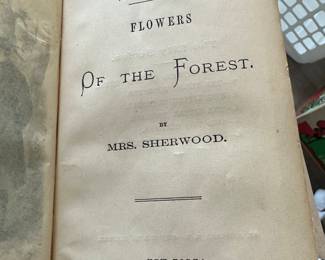 FLOWERS
OF THE FOREST.
BY
MRS. SHERWOOD.